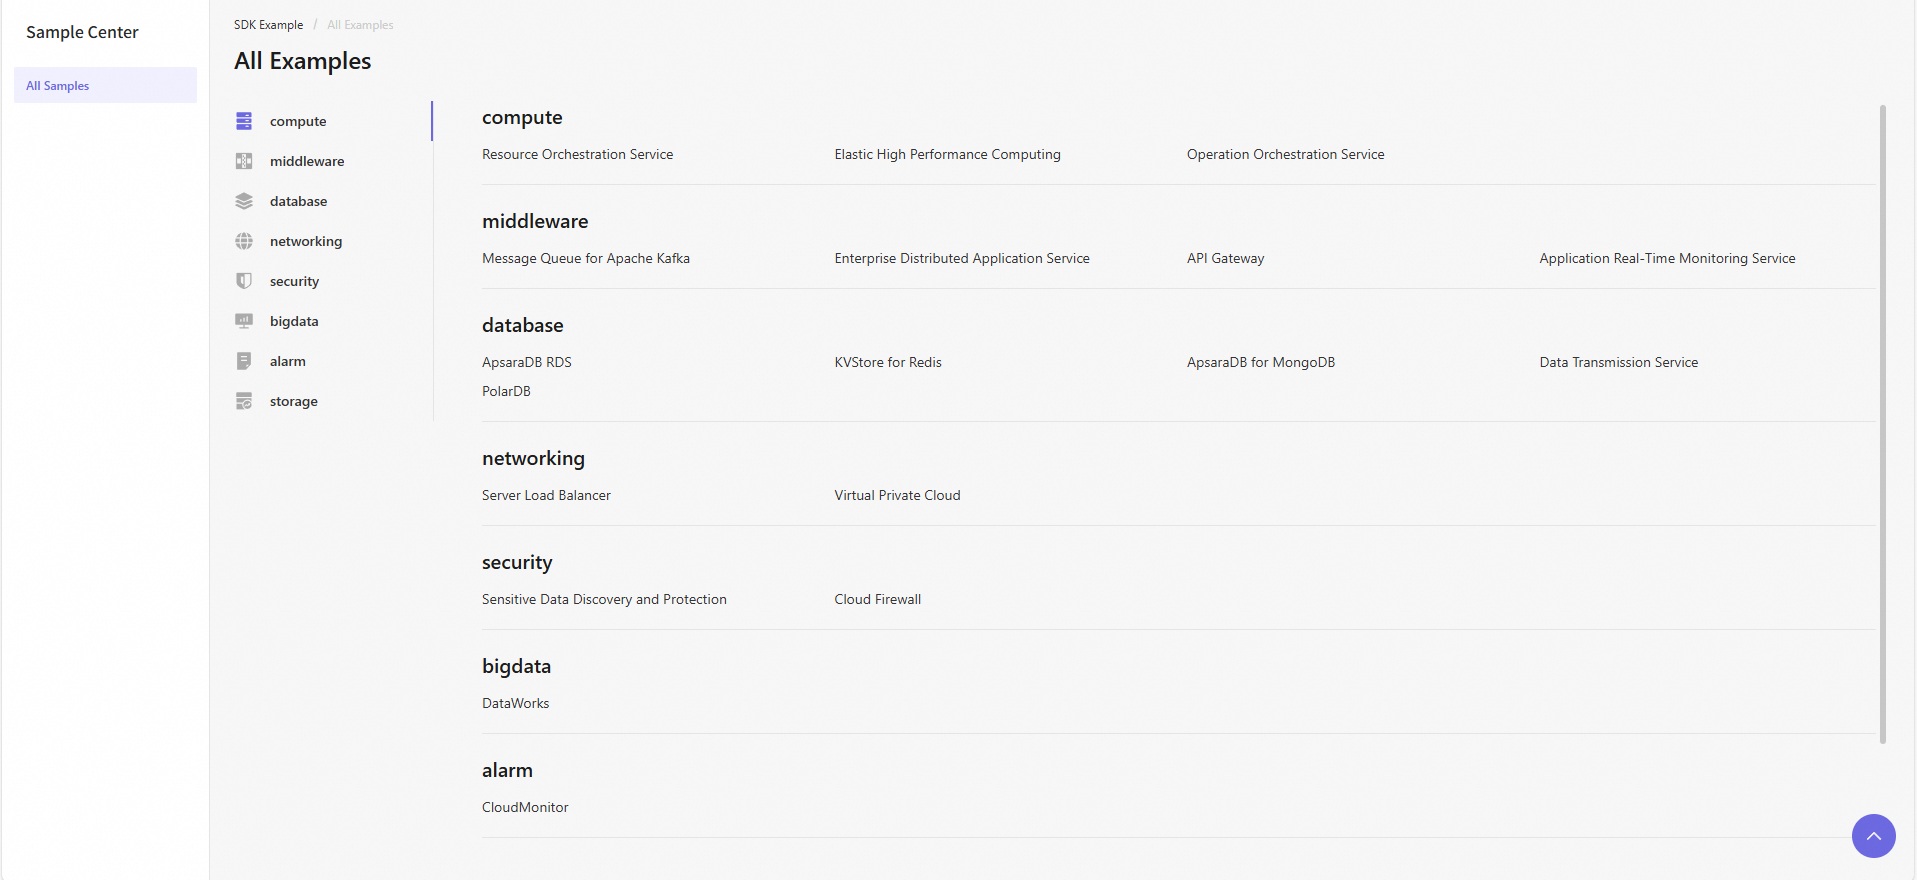 Sample Center
All Samples
SDK Example / All Examples
All Examples
compute
middleware
database
networking
security
bigdata
alarm
storage
compute
Resource Orchestration Service Elastic High Performance Computing Operation Orchestration Service
middleware
Message Queue for Apache Kafka Enterprise Distributed Application Service API Gateway Application Real-Time Monitoring Service
database
ApsaraDB RDS KVStore for Redis ApsaraDB for MongoDB Data Transmission Service
PolarDB
networking
Server Load Balancer Virtual Private Cloud
security
Sensitive Data Discovery and Protection Cloud Firewall
bigdata
DataWorks
alarm
CloudMonitor